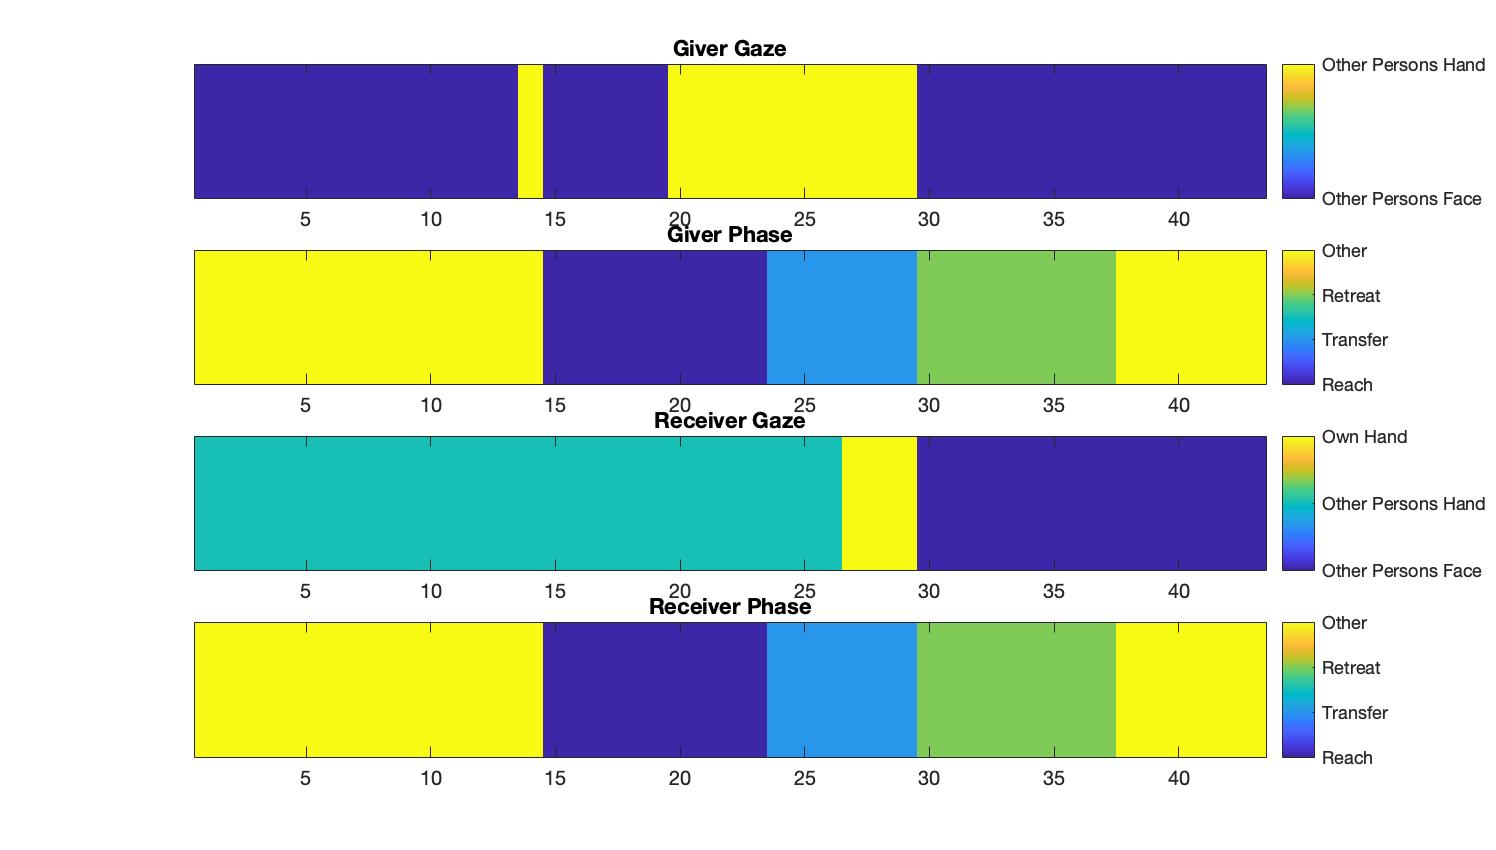 Giver Gaze
Other Persons Hand
Other Persons Face
5 10 15 20 25 30 35 40
Giver Phase
Other
Retreat
Transfer
Reach
5 10 15 20 25 30 35 40
Receiver Gaze
Own Hand
Other Persons Hand
Other Persons Face
5 10 15 20 25 30 35 40
Receiver Phase
Other
Retreat
Transfer
Reach
5 10 15 20 25 30 35 40